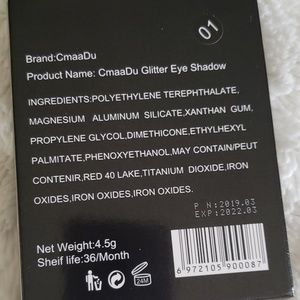 01
Brand:CmaaDu
Product Name: CmaaDu Glitter Eye Shadow
INGREDIENTS:POLYETHYLENE TEREPHTHALATE,
MAGNESIUM ALUMINUM SILICATE,XANTHAN GUM,
PROPYLENE GLYCOL,DIMETHICONE,ETHYLHEXYL
PALMITATE,PHENOXYETHANOL,MAY CONTAIN/PEUT
CONTENIR,RED 40 LAKE,TITANIUM DIOXIDE,IRON
OXIDES,IRON OXIDES,IRON OXIDES.
P N:2019.03
EXP:2022.03
Net Weight:4.5g
Sheif life:36/Month
24M
6 972105 900087